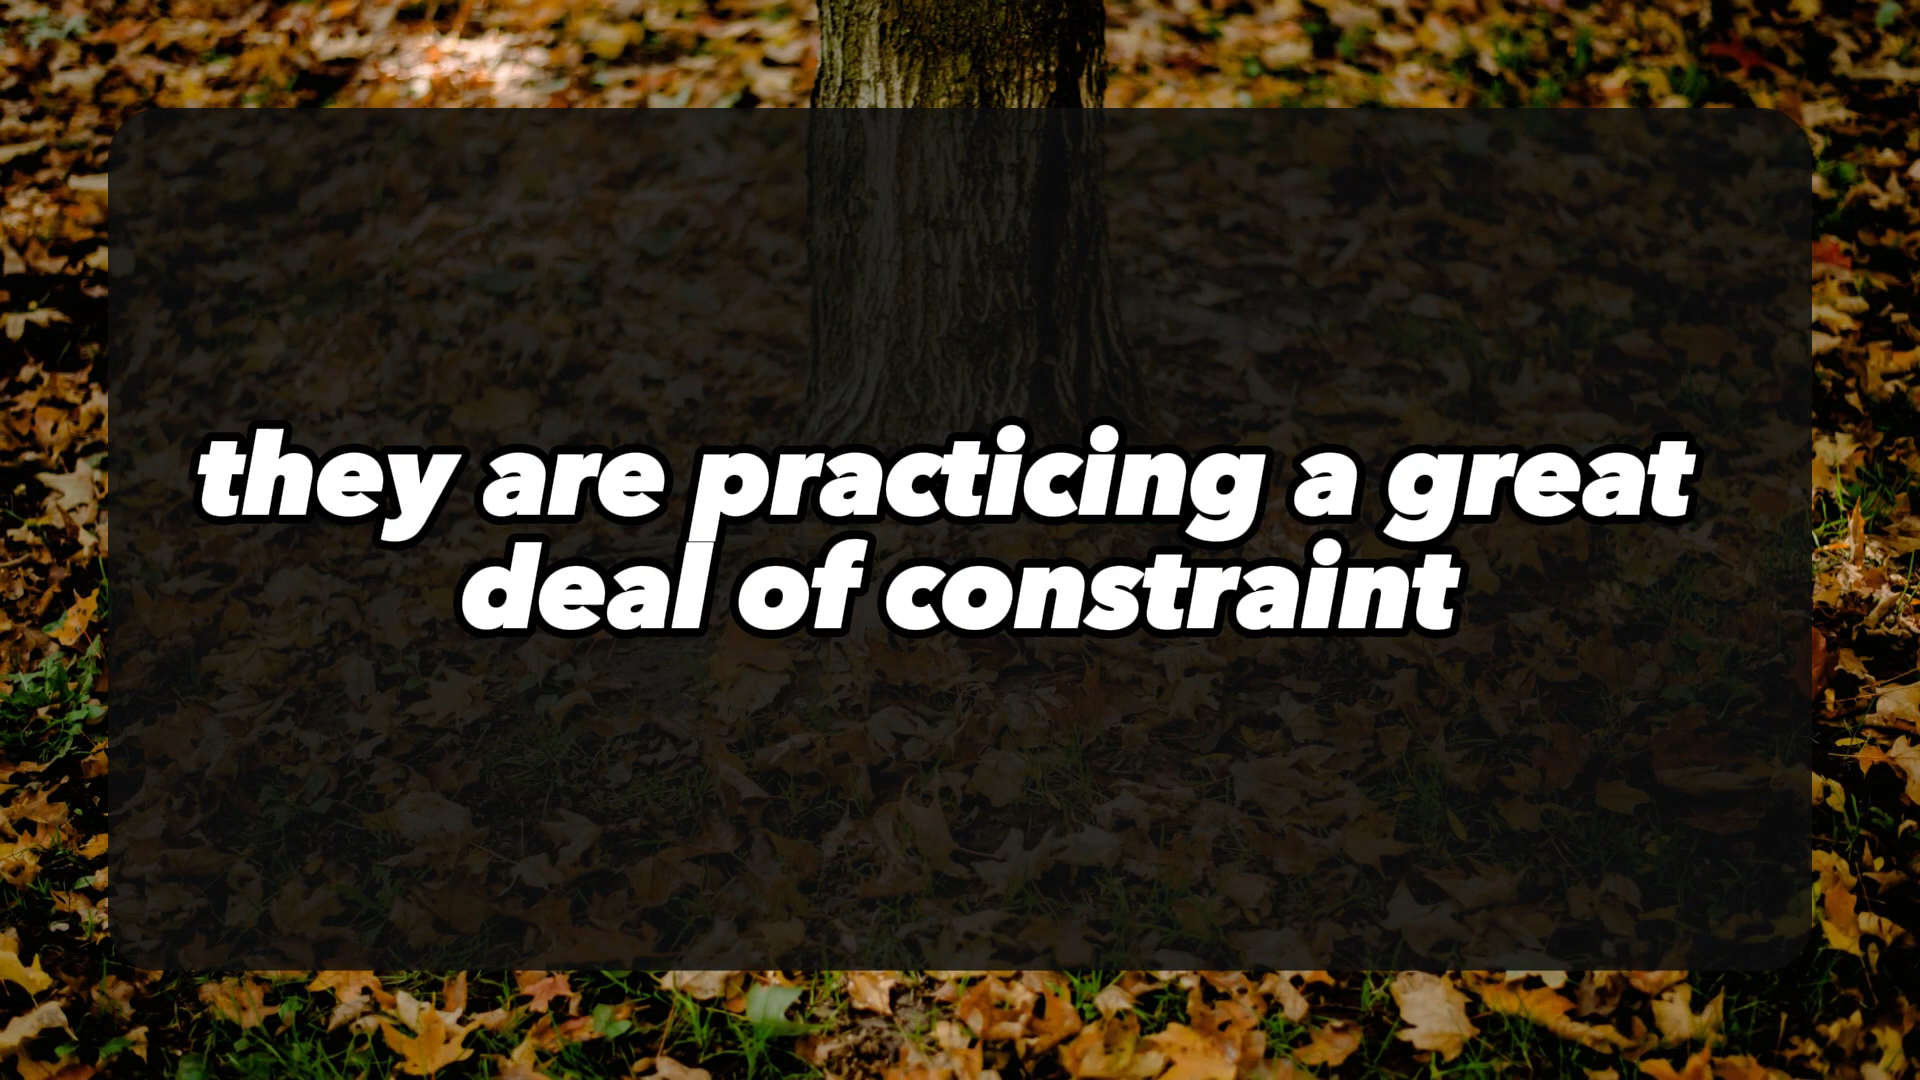 they are practicing a great
deal of constraint